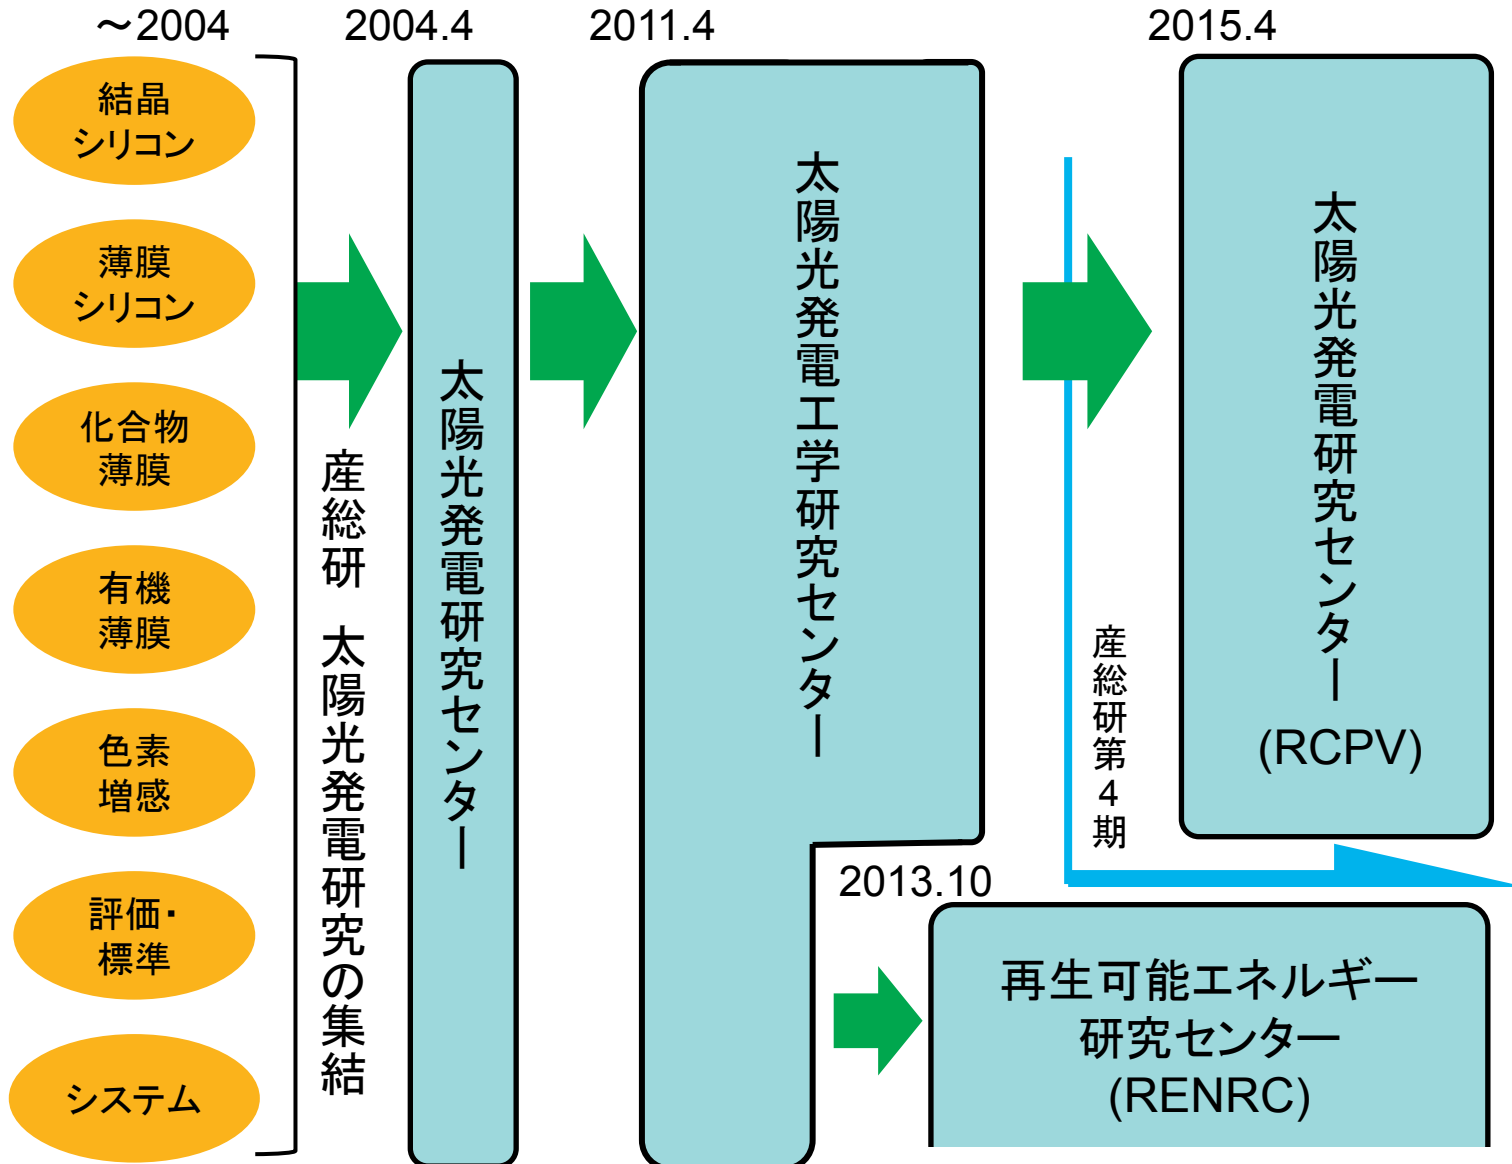 ～2004
2004.4
2011.4
2015.4
結晶
シリコン
薄膜
シリコン
化合物
薄膜
有機
薄膜
色素
増感
評価・
標準
システム
産総研 太陽光発電研究の集結
太陽光発電研究センター
太陽光発電工学研究センター
産総研第4期
太陽光発電研究センター
(RCPV)
2013.10
再生可能エネルギー
研究センター
(RENRC)